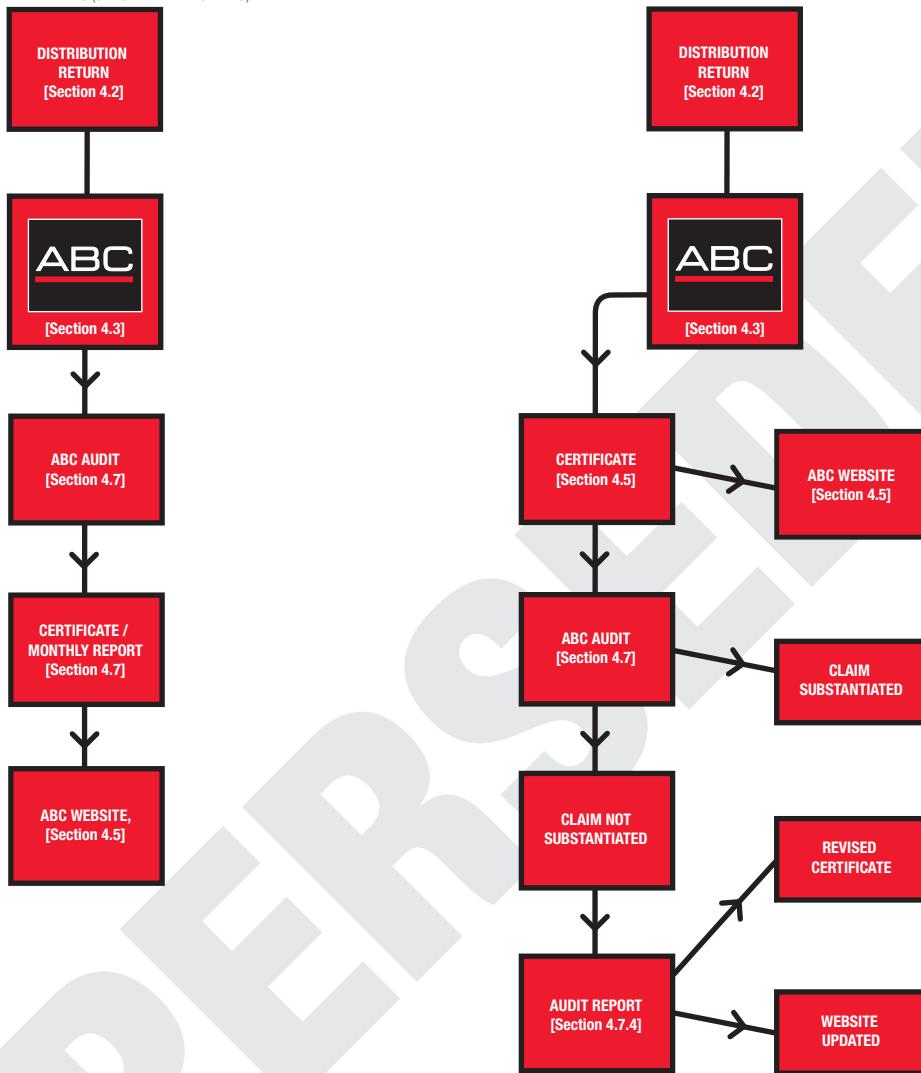 DISTRIBUTION
RETURN
[Section 4.2]
ABC
[Section 4.3]
ABC AUDIT
[Section 4.7]
CERTIFICATE /
MONTHLY REPORT
[Section 4.7]
ABC WEBSITE,
[Section 4.5]
DISTRIBUTION
RETURN
[Section 4.2]
ABC
[Section 4.3]
CERTIFICATE
[Section 4.5]
ABC WEBSITE
[Section 4.5]
ABC AUDIT
[Section 4.7]
CLAIM
SUBSTANTIATED
CLAIM NOT
SUBSTANTIATED
REVISED
CERTIFICATE
AUDIT REPORT
[Section 4.7.4]
WEBSITE
UPDATED
PERSEDE